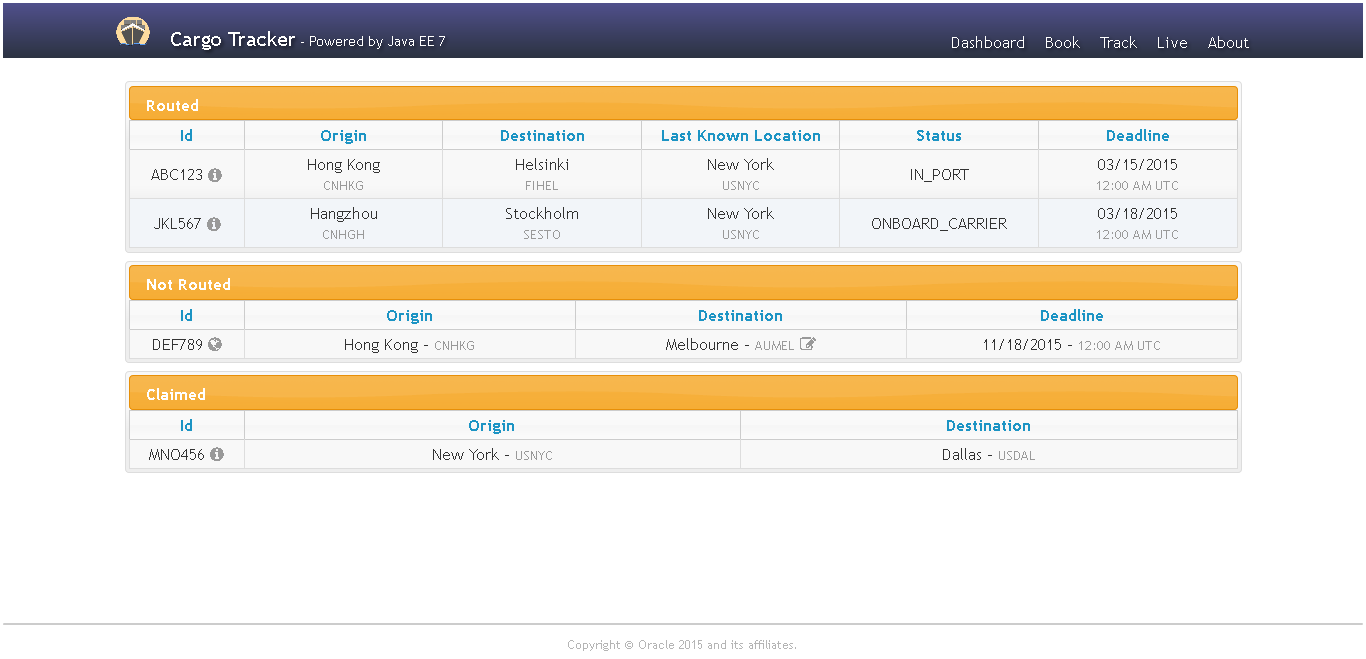 Cargo Tracker - Powered by Java EE 7
Dashboard Book Track Live About
Routed
Id Origin Destination Last Known Location Status Deadline
ABC123 Hong Kong CNHKG Helsinki FIHEL New York USNYC IN_PORT 03/15/2015 12:00 AM UTC
JKL567 Hangzhou CNHGH Stockholm SESTO New York USNYC ONBOARD_CARRIER 03/18/2015 12:00 AM UTC
Not Routed
Id Origin Destination Deadline
DEF789 Hong Kong - CNHKG Melbourne - AUMEL 11/18/2015 - 12:00 AM UTC
Claimed
Id Origin Destination
MNO456 New York - USNYC Dallas - USDAL
Copyright © Oracle 2015 and its affiliates.